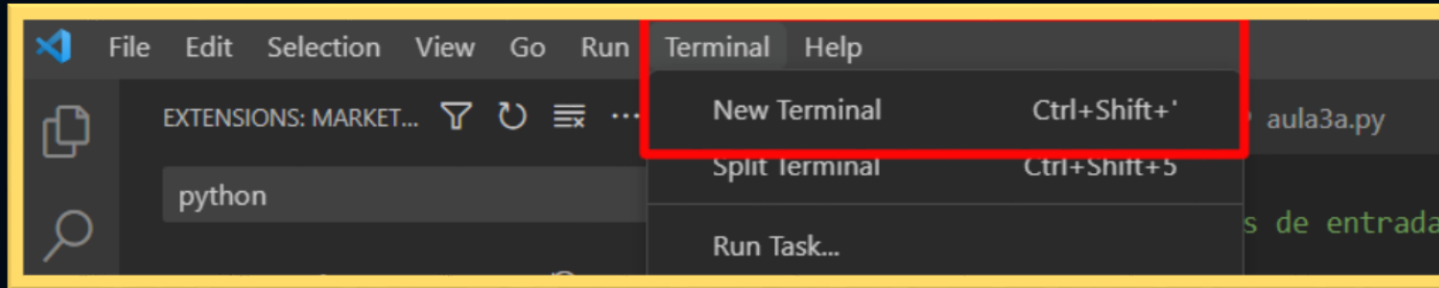 File Edit Selection View Go Run Terminal Help
EXTENSIONS: MARKET...
New Terminal Ctrl+Shift+'
aula3a.py
Split Terminal Ctrl+Shift+5
python
s de entrada
Run Task...